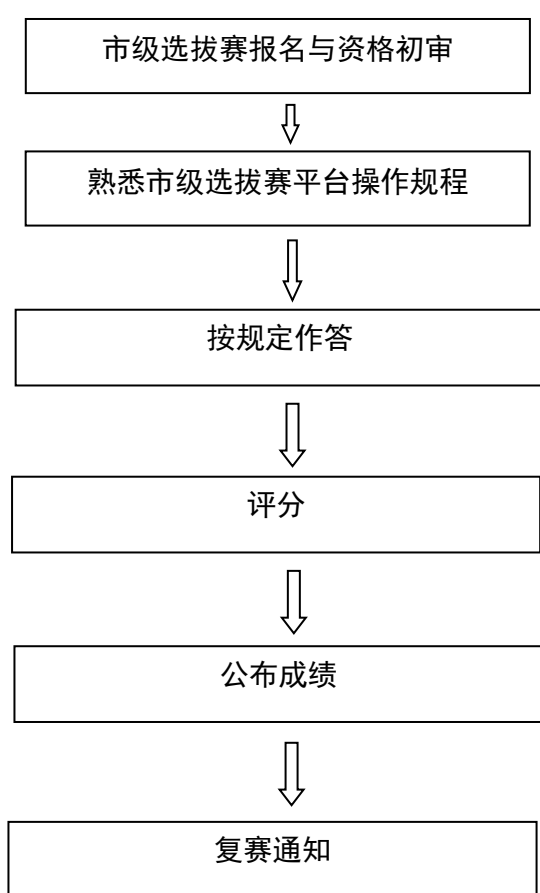 市级选拔赛报名与资格初审
熟悉市级选拔赛平台操作规程
按规定作答
评分
公布成绩
复赛通知